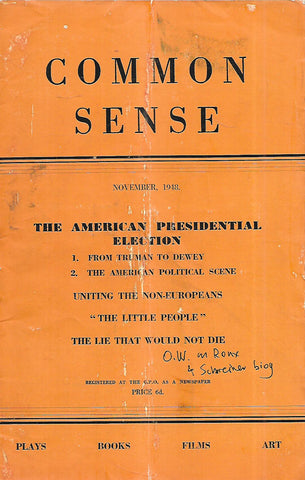 COMMON
SENSE
NOVEMBER, 1948.
THE AMERICAN PRESIDENTIAL
ELECTION
1. FROM TRUMAN TO DEWEY
2. THE AMERICAN POLITICAL SCENE
UNITING THE NON-EUROPEANS
"THE LITTLE PEOPLE"
THE LIE THAT WOULD NOT DIE
O.W. on Roux
& Schreiner biog
REGISTERED AT THE G.P.O. AS A NEWSPAPER
PRICE 6d.
PLAYS BOOKS FILMS ART